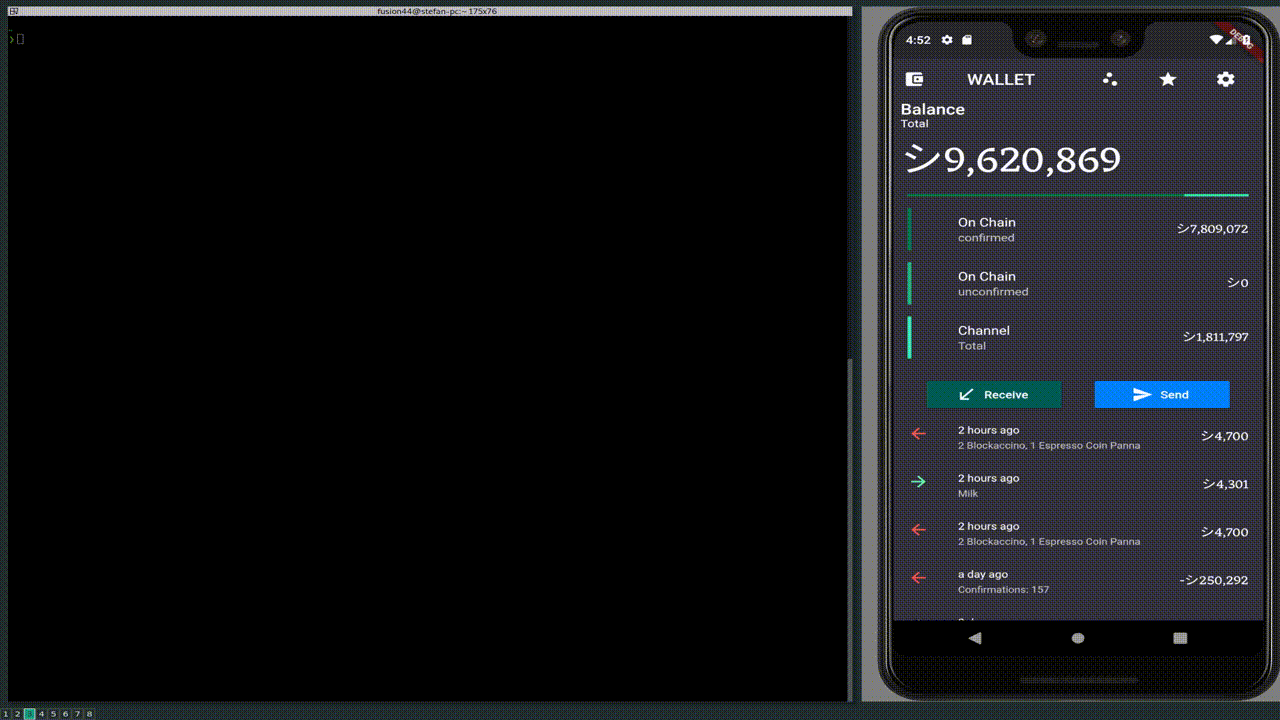 fusion44@stefan-pc:~ 175x76
~
❯
4:52
DEBUG
WALLET
Balance
Total
シ9,620,869
On Chain
confirmed
シ7,809,072
On Chain
unconfirmed
シ0
Channel
Total
シ1,811,797
Receive
Send
2 hours ago
2 Blockaccino, 1 Espresso Coin Panna
シ4,700
2 hours ago
Milk
シ4,301
2 hours ago
2 Blockaccino, 1 Espresso Coin Panna
シ4,700
a day ago
Confirmations: 157
-シ250,292
1 2 3 4 5 6 7 8